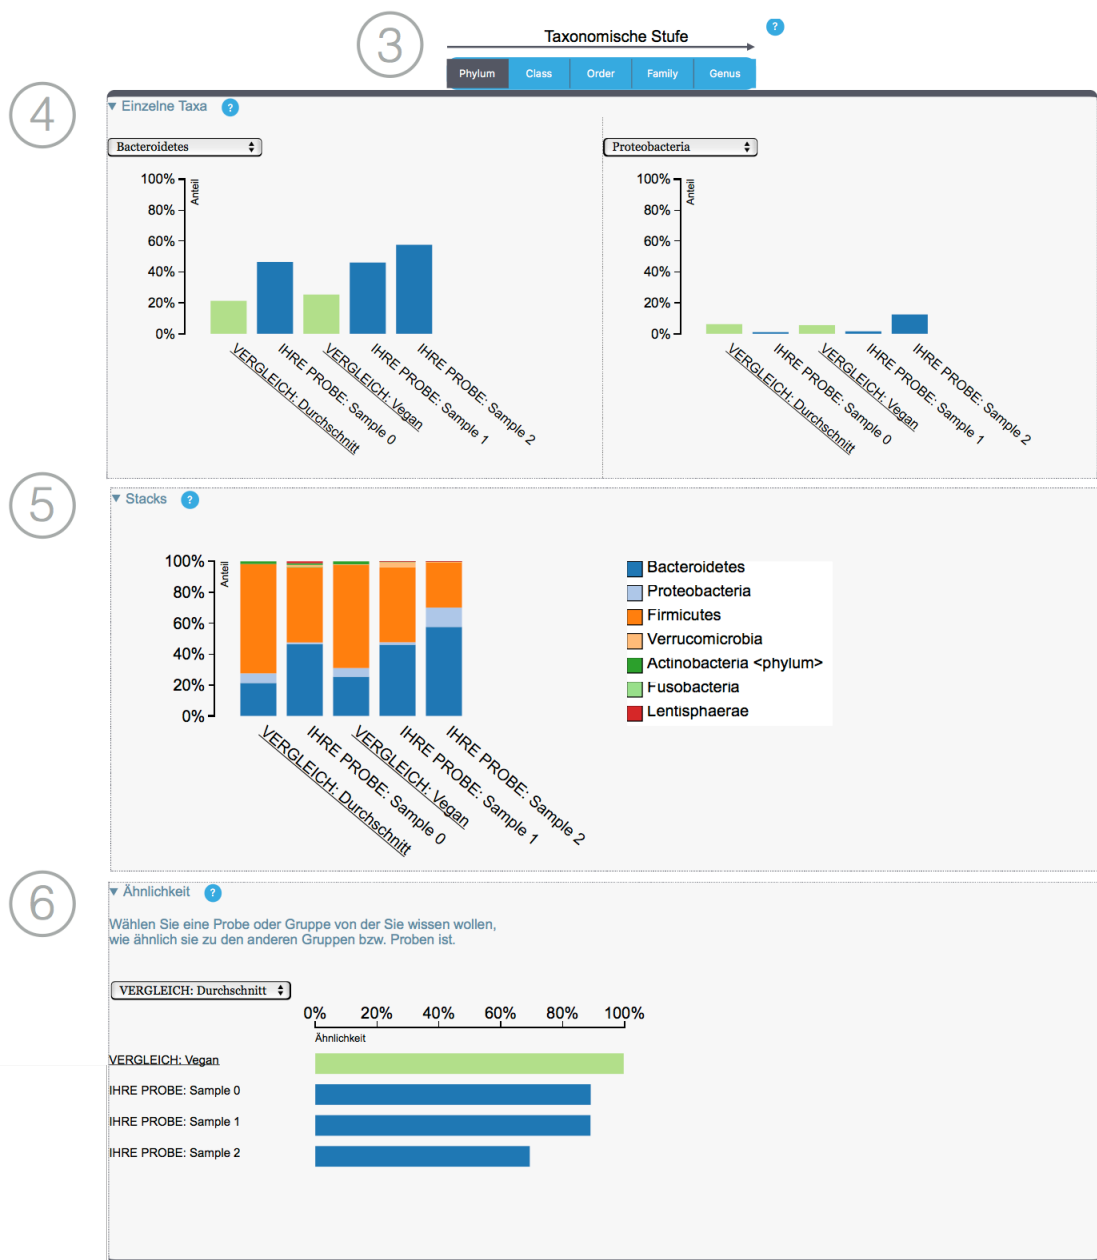 3
Taxonomische Stufe
?
Phylum Class Order Family Genus
4
▼ Einzelne Taxa ?
Bacteroidetes
100%
80%
60%
40%
20%
0%
Anteil
VERGLEICH: Durchschnitt
IHRE PROBE: Sample 0
VERGLEICH: Vegan
IHRE PROBE: Sample 1
IHRE PROBE: Sample 2
Proteobacteria
100%
80%
60%
40%
20%
0%
Anteil
VERGLEICH: Durchschnitt
IHRE PROBE: Sample 0
VERGLEICH: Vegan
IHRE PROBE: Sample 1
IHRE PROBE: Sample 2
5
▼ Stacks ?
100%
80%
60%
40%
20%
0%
Anteil
VERGLEICH: Durchschnitt
IHRE PROBE: Sample 0
VERGLEICH: Vegan
IHRE PROBE: Sample 1
IHRE PROBE: Sample 2
Bacteroidetes
Proteobacteria
Firmicutes
Verrucomicrobia
Actinobacteria <phylum>
Fusobacteria
Lentisphaerae
6
▼ Ähnlichkeit ?
Wählen Sie eine Probe oder Gruppe von der Sie wissen wollen,
wie ähnlich sie zu den anderen Gruppen bzw. Proben ist.
VERGLEICH: Durchschnitt
0% 20% 40% 60% 80% 100%
Ähnlichkeit
VERGLEICH: Vegan
IHRE PROBE: Sample 0
IHRE PROBE: Sample 1
IHRE PROBE: Sample 2